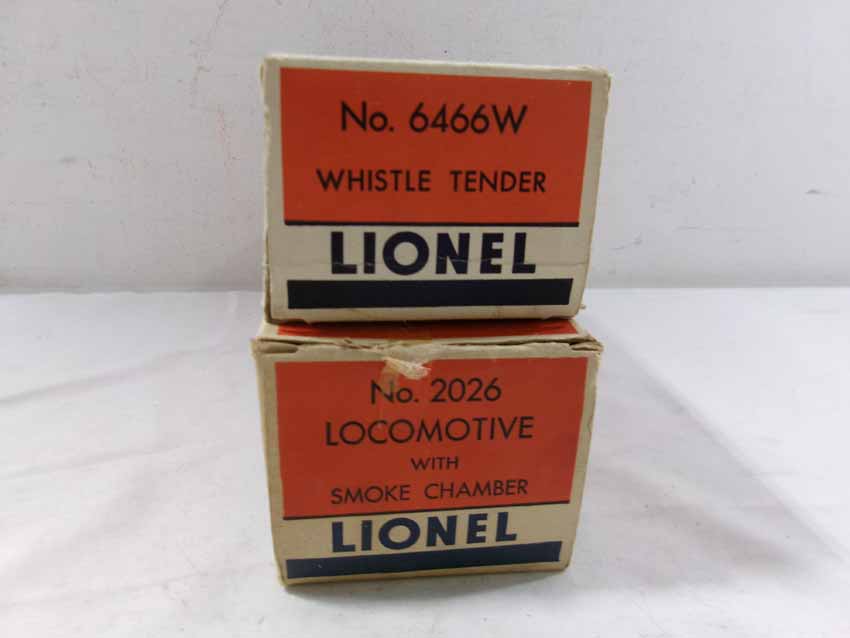 No. 6466W
WHISTLE TENDER
LIONEL
No. 2026
LOCOMOTIVE
WITH
SMOKE CHAMBER
LIONEL